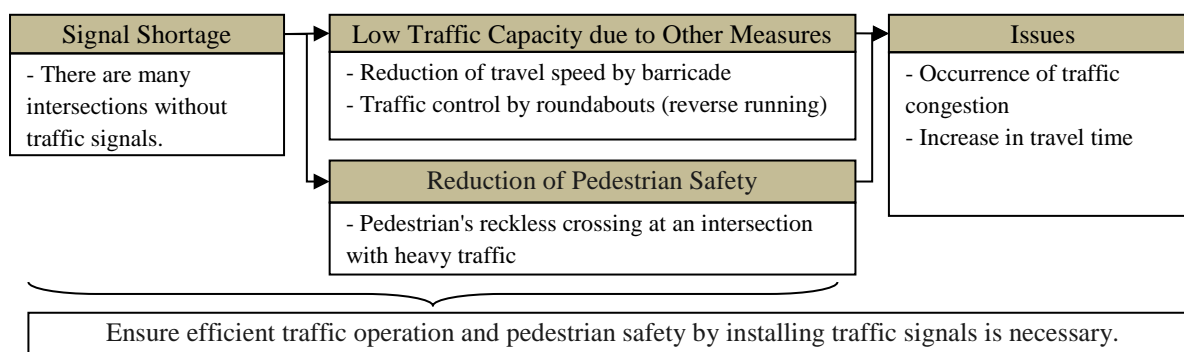 Signal Shortage
- There are many
intersections without
traffic signals.
Low Traffic Capacity due to Other Measures
- Reduction of travel speed by barricade
- Traffic control by roundabouts (reverse running)
Reduction of Pedestrian Safety
- Pedestrian's reckless crossing at an intersection
with heavy traffic
Issues
- Occurrence of traffic
congestion
- Increase in travel time
Ensure efficient traffic operation and pedestrian safety by installing traffic signals is necessary.